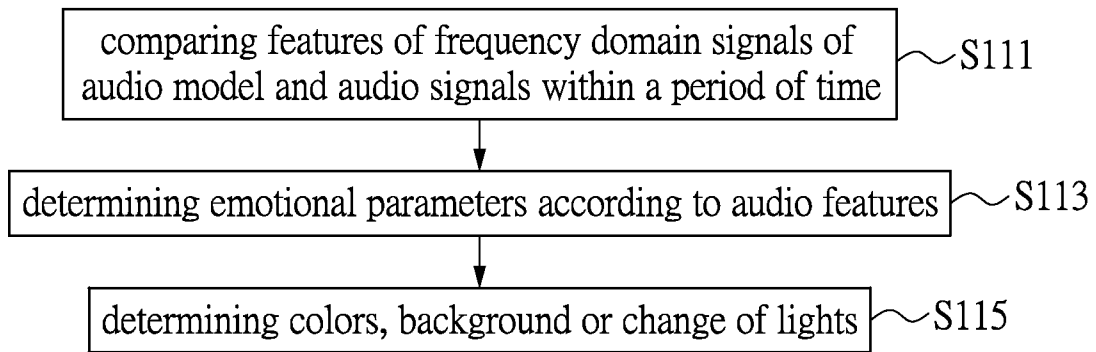 comparing features of frequency domain signals of
audio model and audio signals within a period of time
S111
determining emotional parameters according to audio features
S113
determining colors, background or change of lights
S115